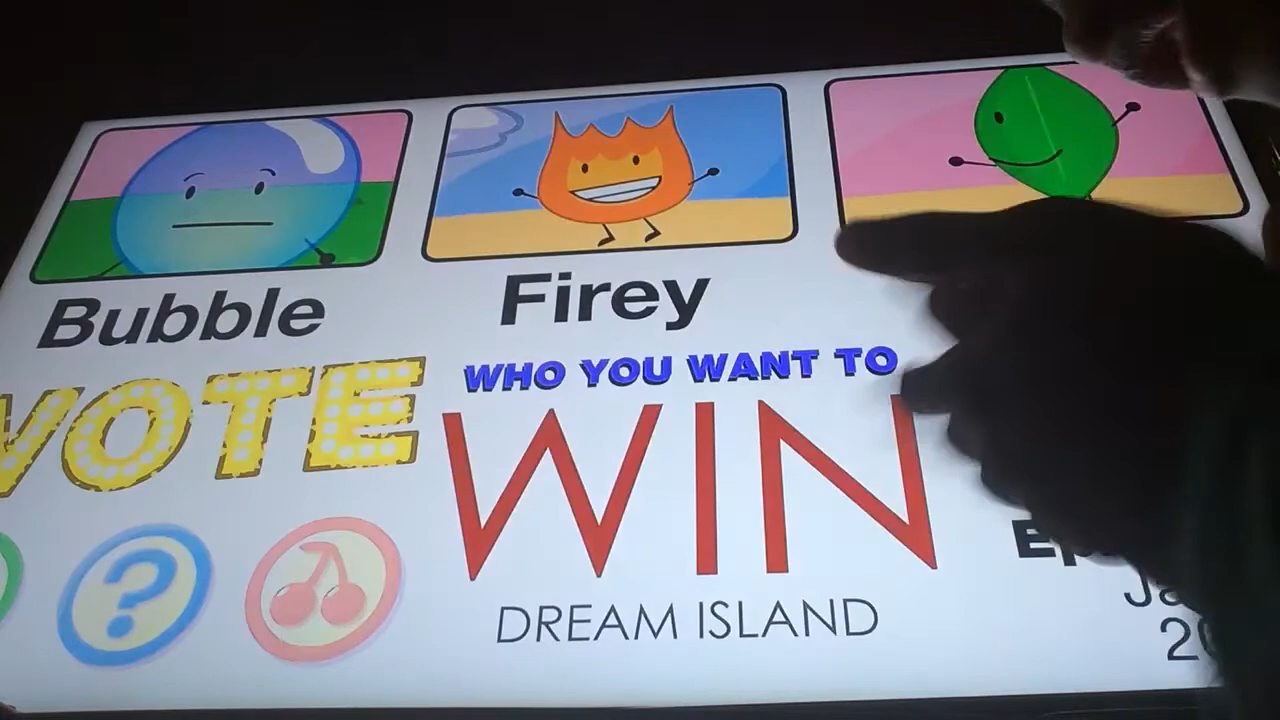 Bubble
Firey
VOTE
WHO YOU WANT TO
WIN
DREAM ISLAND
?